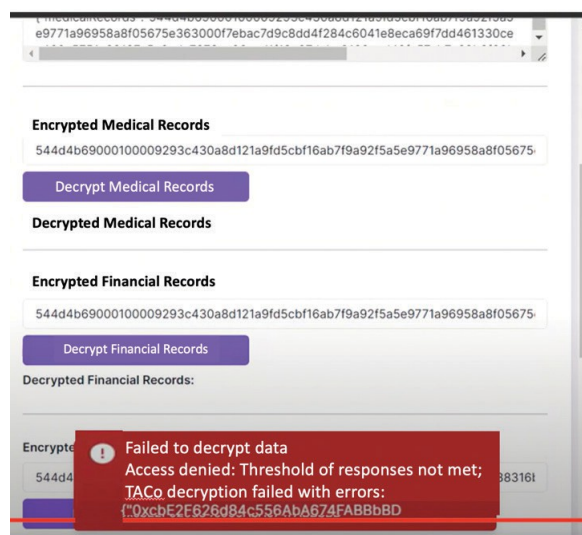 e9771a96958a8f05675e363000f7ebac7d9c8dd4f284c6041e8eca69f7dd461330ce
Encrypted Medical Records
544d4b69000100009293c430a8d121a9fd5cbf16ab7f9a92f5a5e9771a96958a8f05675
Decrypt Medical Records
Decrypted Medical Records
Encrypted Financial Records
544d4b69000100009293c430a8d121a9fd5cbf16ab7f9a92f5a5e9771a96958a8f05675
Decrypt Financial Records
Decrypted Financial Records:
Encrypte
Failed to decrypt data
Access denied: Threshold of responses not met;
544d4
TACo decryption failed with errors:
{"0xcbE2F626d84c556AbA674FABBbBD